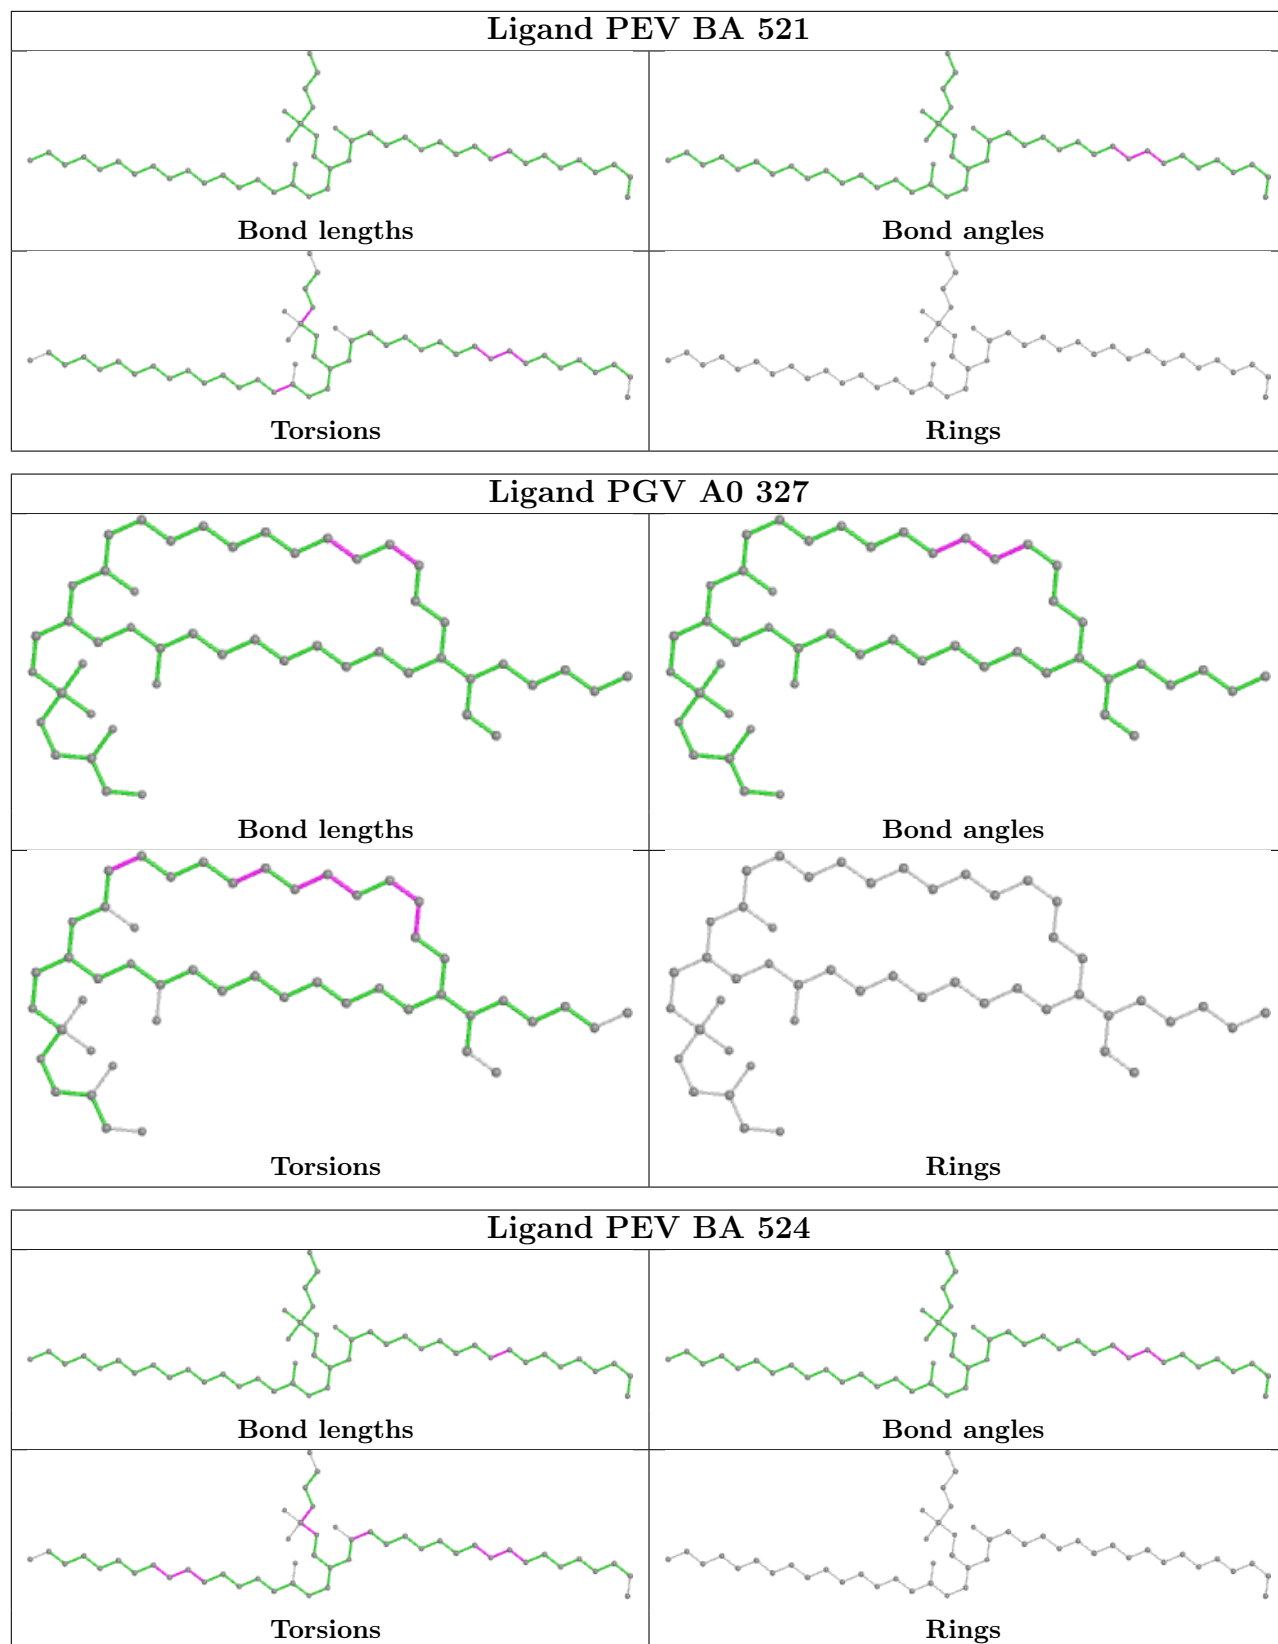 Ligand PEV BA 521
Bond lengths
Bond angles
Torsions
Rings
Ligand PGV A0 327
Bond lengths
Bond angles
Torsions
Rings
Ligand PEV BA 524
Bond lengths
Bond angles
Torsions
Rings